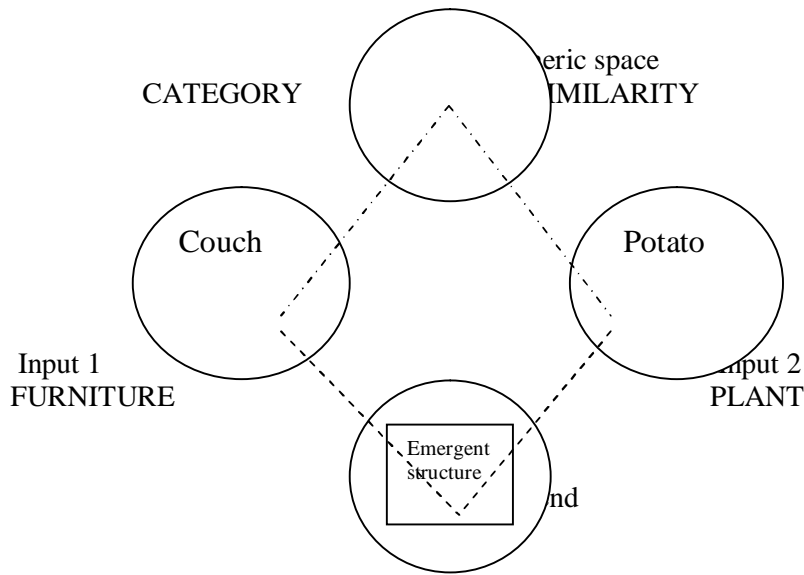 eric space
CATEGORY
IMILARITY
Couch
Potato
Input 1
nput 2
FURNITURE
PLANT
Emergent
structure
nd